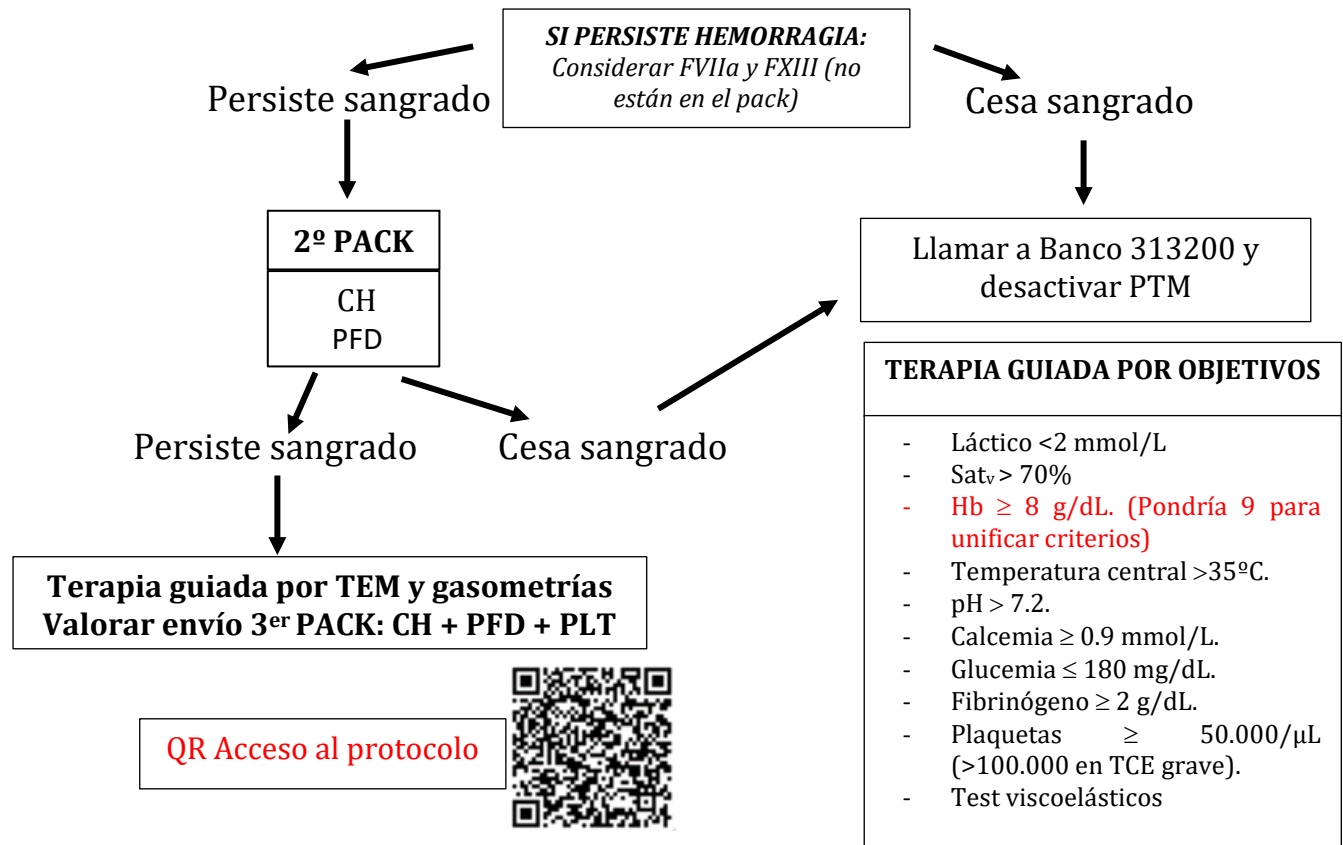 SI PERSISTE HEMORRAGIA:
Considerar FVIIa y FXIII (no
están en el pack)
Persiste sangrado
Cesa sangrado
2º PACK
CH
PFD
Llamar a Banco 313200 y
desactivar PTM
Persiste sangrado
Cesa sangrado
Terapia guiada por TEM y gasometrías
Valorar envío 3er PACK: CH + PFD + PLT
QR Acceso al protocolo
TERAPIA GUIADA POR OBJETIVOS
- Láctico <2 mmol/L
- Satv > 70%
- Hb ≥ 8 g/dL. (Pondría 9 para
unificar criterios)
- Temperatura central >35ºC.
- pH > 7.2.
- Calcemia ≥ 0.9 mmol/L.
- Glucemia ≤ 180 mg/dL.
- Fibrinógeno ≥ 2 g/dL.
- Plaquetas ≥ 50.000/µL
(>100.000 en TCE grave).
- Test viscoelásticos